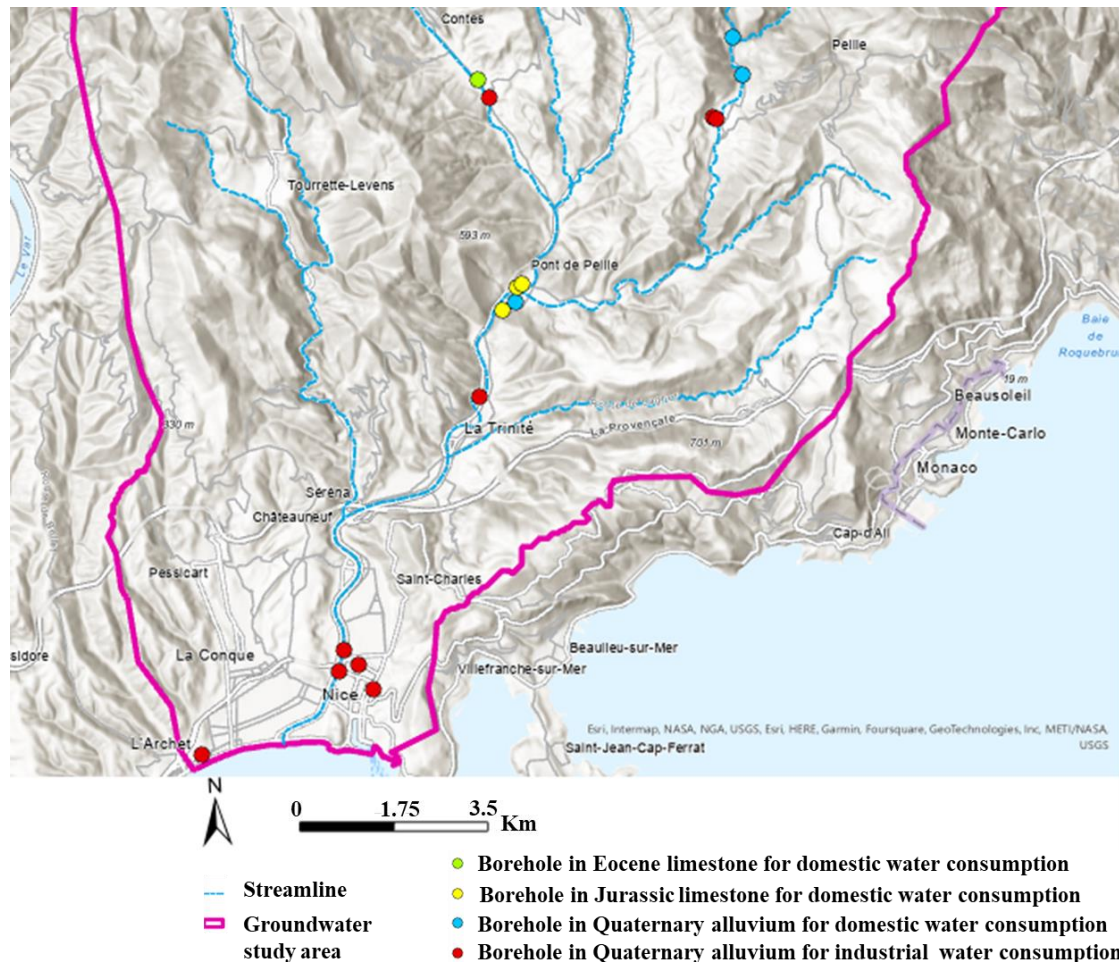 Contes
Peille
Tourrette-Levens
593 m
Le Var
Pont de Peille
Baie
de
Roquebrun
19 m
Beausoleil
La Trinité
La Provençale
330 m
701 m
Monte-Carlo
Monaco
Séréna
Châteauneuf
Cap-d'Ail
Pessicart
Saint-Charles
La Conque
Beaulieu-sur-Mer
sidore
Villefranche-sur-Mer
Nice
Esri, Intermap, NASA, NGA, USGS, Esri, HERE, Garmin, Foursquare, GeoTechnologies, Inc, METI/NASA,
USGS
L'Archet
Saint-Jean-Cap-Ferrat
N
0 1.75 3.5
Km
Borehole in Eocene limestone for domestic water consumption
Streamline
Borehole in Jurassic limestone for domestic water consumption
Groundwater
study area
Borehole in Quaternary alluvium for domestic water consumption
Borehole in Quaternary alluvium for industrial water consumption